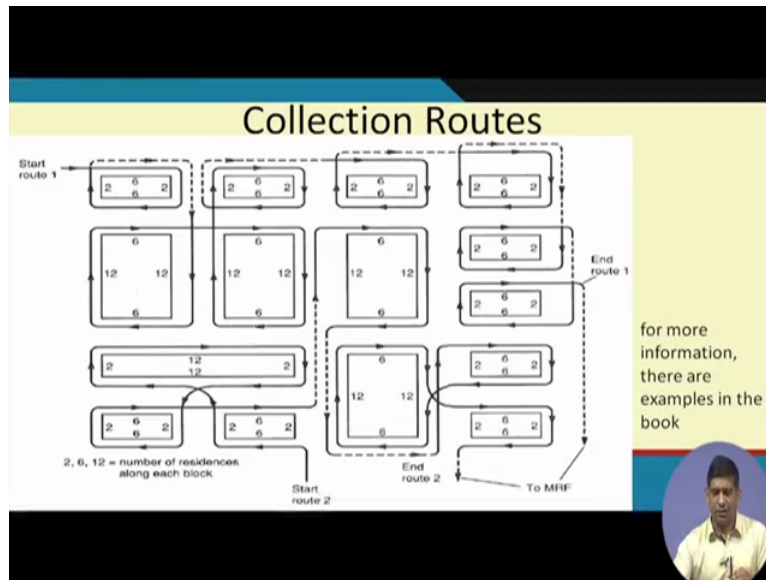 Collection Routes
Start
route 1
2 6 6 2
2 6 6 2
2 6 6 2
2 6 6 2
6 12 12 6
6 12 12 6
6 12 12 6
2 6 6 2
End
route 1
2 6 6 2
for more
information,
there are
examples in the
book
2 12 12 2
6 12 12 6
2 6 6 2
2 6 6 2
2 6 6 2
2 6 6 2
2, 6, 12 = number of residences
along each block
Start
route 2
End
route 2
To MRF